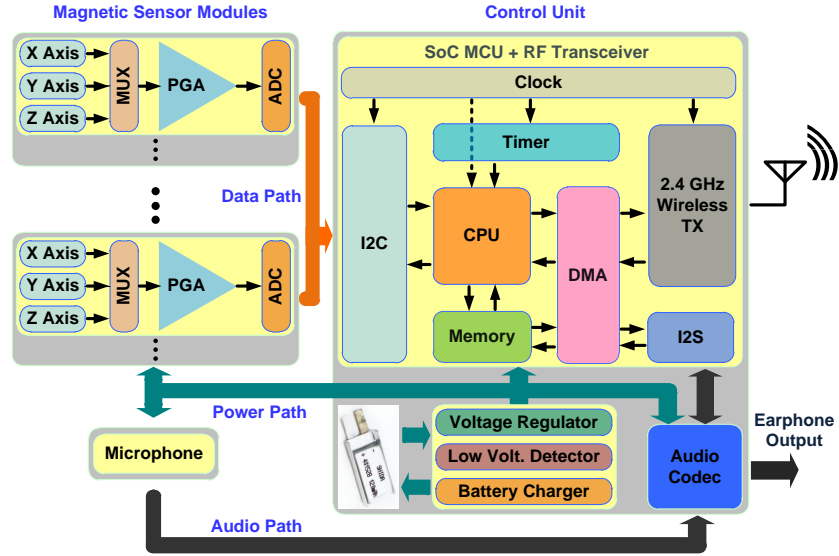 Magnetic Sensor Modules
Control Unit
X Axis
Y Axis
Z Axis
MUX
PGA
ADC
Data Path
X Axis
Y Axis
Z Axis
MUX
PGA
ADC
SoC MCU + RF Transceiver
Clock
I2C
Timer
CPU
Memory
DMA
2.4 GHz
Wireless
TX
I2S
Power Path
Microphone
Voltage Regulator
Low Volt. Detector
Battery Charger
Audio
Codec
Earphone
Output
Audio Path